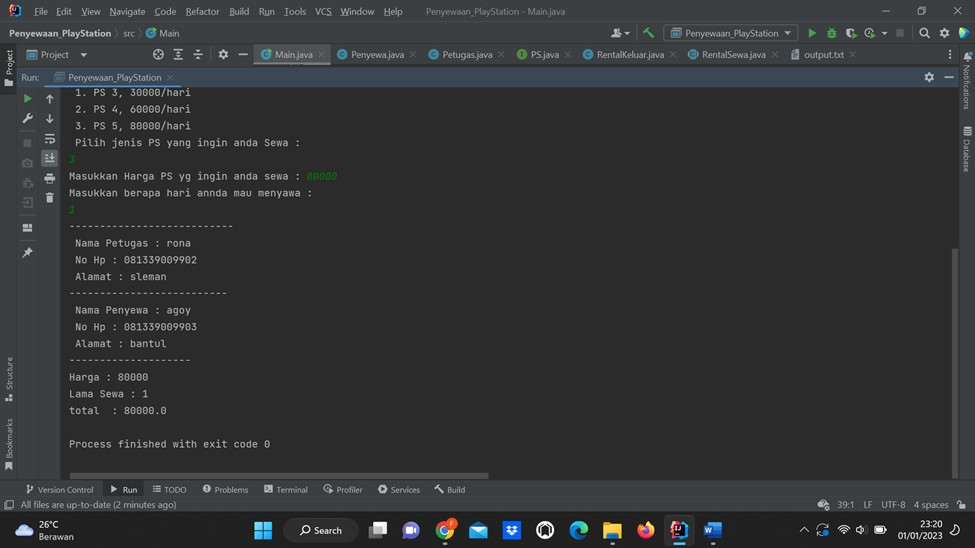 File Edit View Navigate Code Refactor Build Run Tools VCS Window Help Penyewaan_PlayStation - Main.java
Penyewaan_PlayStation src Main Penyewaan_PlayStation
Project Project Main.java Penyewa.java Petugas.java PS.java RentalKeluar.java RentalSewa.java output.txt
Run: Penyewaan_PlayStation
1. PS 3, 30000/hari
2. PS 4, 60000/hari
3. PS 5, 80000/hari
Pilih jenis PS yang ingin anda Sewa :
3
Masukkan Harga PS yg ingin anda sewa : 80000
Masukkan berapa hari annda mau menyawa :
1
---------------------------
Nama Petugas : rona
No Hp : 081339009902
Alamat : sleman
--------------------------
Nama Penyewa : agoy
No Hp : 081339009903
Alamat : bantul
--------------------
Harga : 80000
Lama Sewa : 1
total  : 80000.0
Process finished with exit code 0
Notifications
Database
Structure
Bookmarks
Version Control Run TODO Problems Terminal Profiler Services Build
All files are up-to-date (2 minutes ago) 39:1 LF UTF-8 4 spaces
26°C
Berawan
Search
23:20
01/01/2023